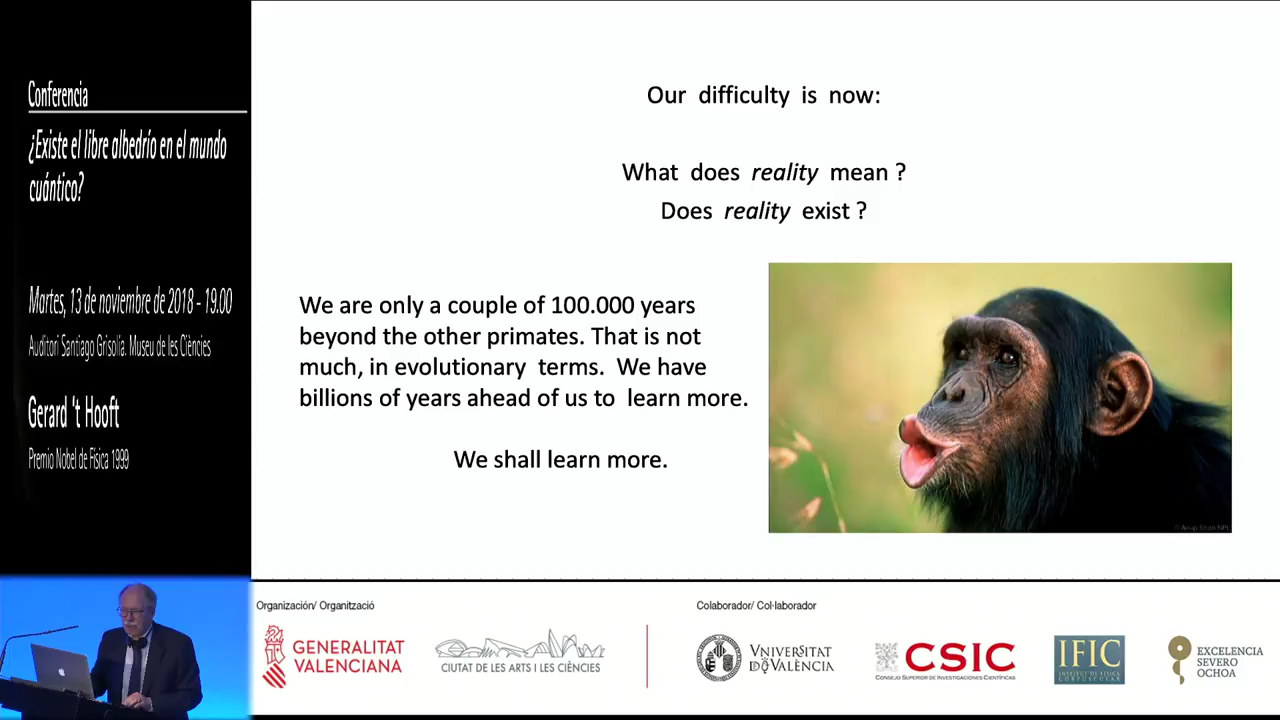 Conferencia
¿Existe el libre albedrío en el mundo
cuántico?
Martes, 13 de noviembre de 2018 - 19.00
Auditori Santiago Grisolía. Museu de les Ciències
Gerard 't Hooft
Premio Nobel de Física 1999
Our difficulty is now:
What does reality mean ?
Does reality exist ?
We are only a couple of 100.000 years
beyond the other primates. That is not
much, in evolutionary terms. We have
billions of years ahead of us to learn more.
We shall learn more.
Organización/ Organització
GENERALITAT
VALENCIANA
CIUTAT DE LES ARTS I LES CIÈNCIES
Colaborador/ Col·laborador
VNIVERSITAT
DE VALÈNCIA
CSIC
CONSEJO SUPERIOR DE INVESTIGACIONES CIENTÍFICAS
IFIC
INSTITUT DE FÍSICA
CORPUSCULAR
EXCELENCIA
SEVERO
OCHOA